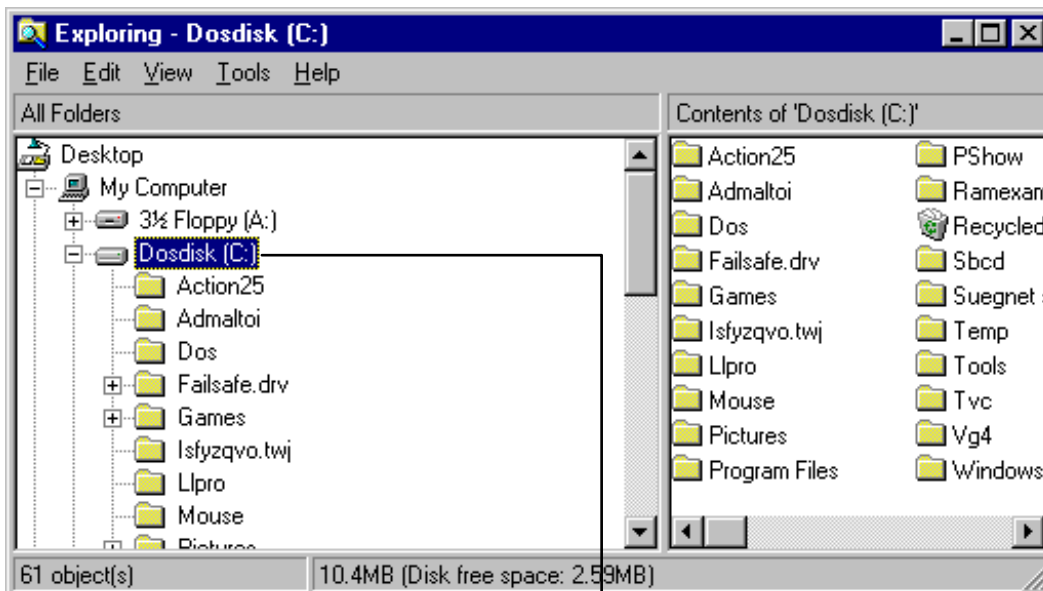 Exploring - Dosdisk (C:)
File Edit View Tools Help
All Folders
Contents of 'Dosdisk (C:)'
Desktop
My Computer
3½ Floppy (A:)
Dosdisk (C:)
Action25
Admaltoi
Dos
Failsafe.drv
Games
Isfyzqvo.twj
Llpro
Mouse
Pictures
Action25
Admaltoi
Dos
Failsafe.drv
Games
Isfyzqvo.twj
Llpro
Mouse
Pictures
Program Files
PShow
Ramexam
Recycled
Sbcd
Suegnet
Temp
Tools
Tvc
Vg4
Windows
61 object(s)
10.4MB (Disk free space: 2.59MB)